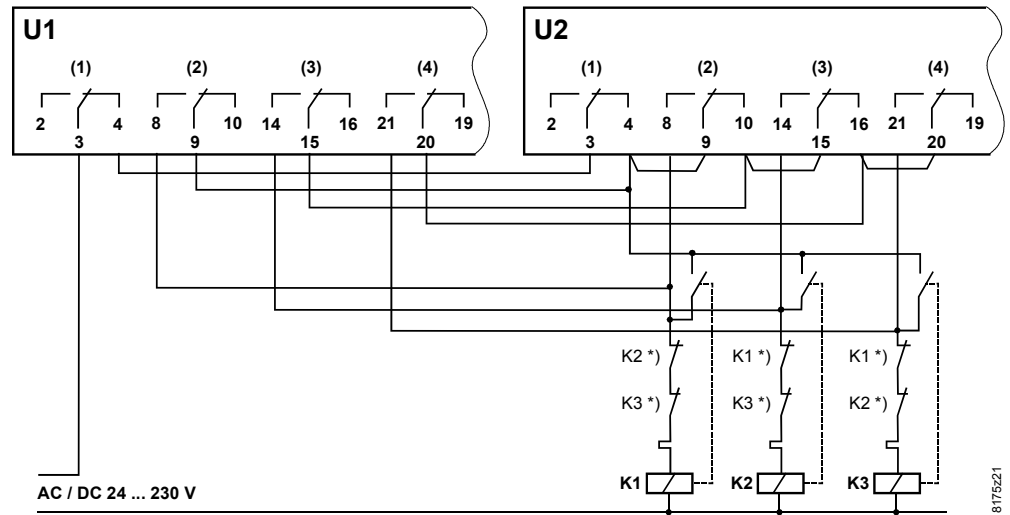 U1 U2
(1) (2) (3) (4) (1) (2) (3) (4)
2 4 8 10 14 16 21 19 2 4 8 10 14 16 21 19
3 9 15 20 3 9 15 20
K2 *) K1 *) K1 *)
K3 *) K3 *) K2 *)
K1 K2 K3
AC / DC 24 ... 230 V
8175z21